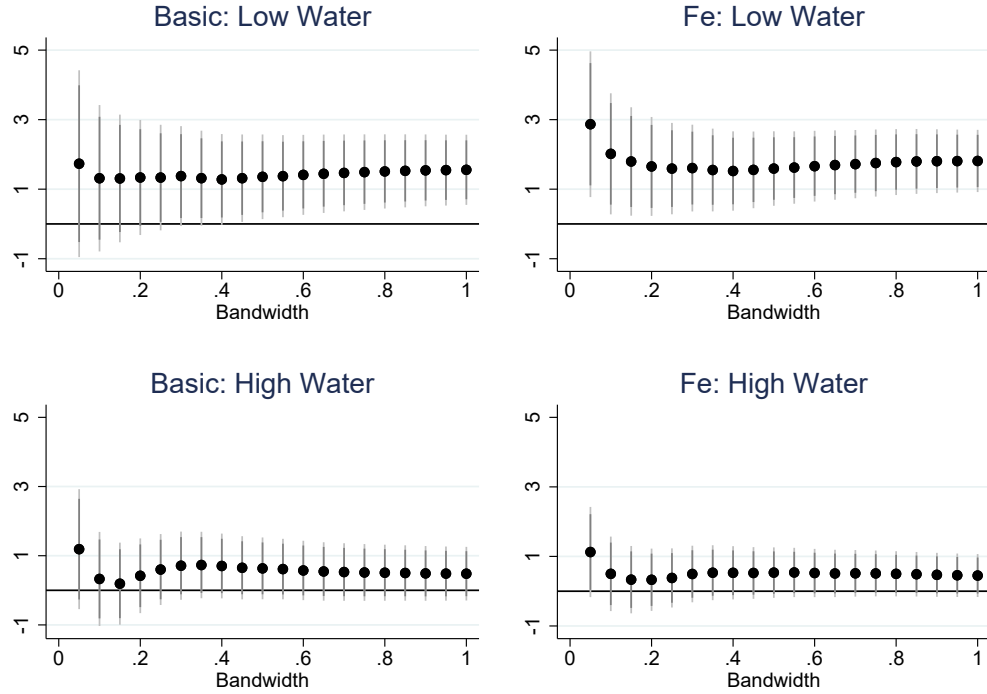 Basic: Low Water
5
3
1
-1
0 .2 .4 .6 .8 1
Bandwidth
Fe: Low Water
5
3
1
-1
0 .2 .4 .6 .8 1
Bandwidth
Basic: High Water
5
3
1
-1
0 .2 .4 .6 .8 1
Bandwidth
Fe: High Water
5
3
1
-1
0 .2 .4 .6 .8 1
Bandwidth